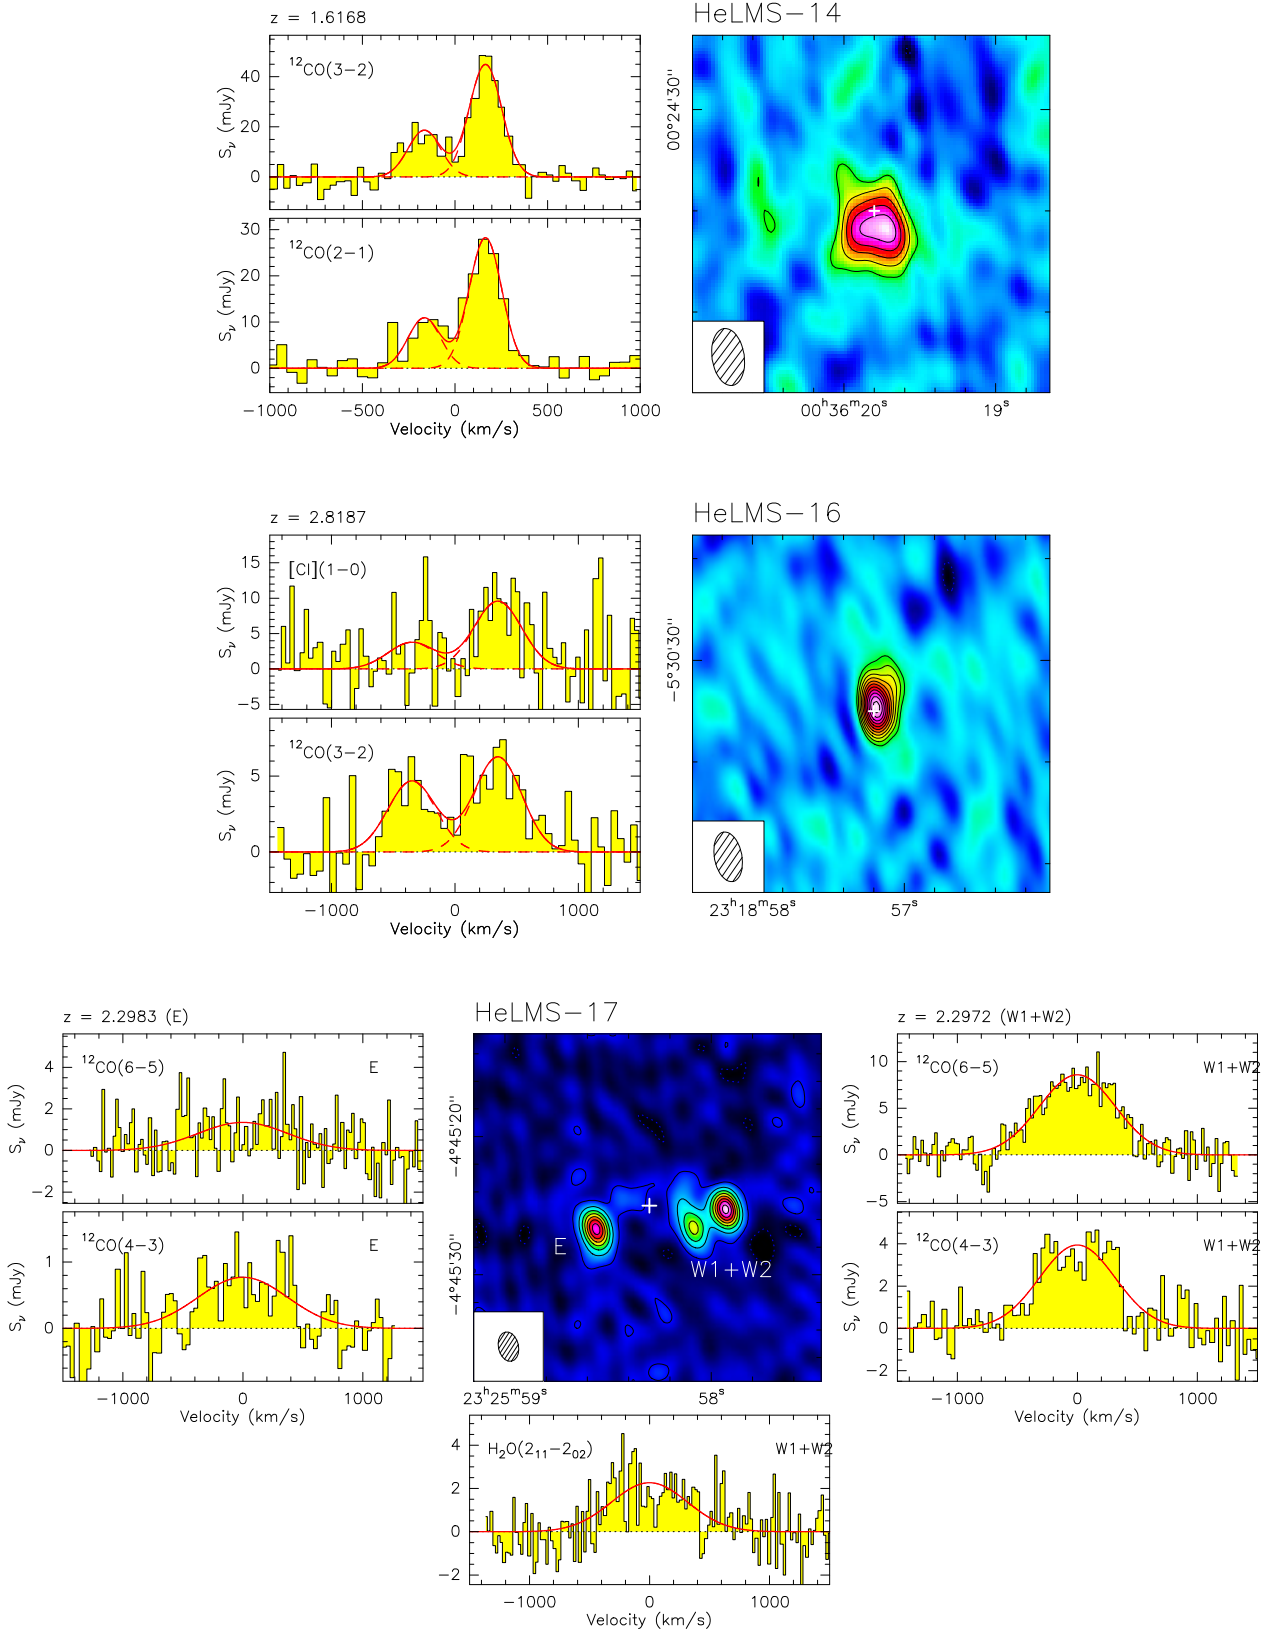 z = 1.6168
HeLMS-14
¹²CO(3-2)
40
20
0
Sν (mJy)
00°24'30"
¹²CO(2-1)
30
20
10
0
Sν (mJy)
-1000 -500 0 500 1000
Velocity (km/s)
00ʰ36ᵐ20ˢ 19ˢ
z = 2.8187
HeLMS-16
[CI](1-0)
15
10
5
0
-5
Sν (mJy)
-5°30'30"
¹²CO(3-2)
5
0
Sν (mJy)
-1000 0 1000
Velocity (km/s)
23ʰ18ᵐ58ˢ 57ˢ
z = 2.2983 (E)
HeLMS-17
z = 2.2972 (W1+W2)
¹²CO(6-5) E
4
2
0
-2
Sν (mJy)
¹²CO(4-3) E
1
0
Sν (mJy)
-1000 0 1000
Velocity (km/s)
-4°45'20"
-4°45'30"
E
W1+W2
23ʰ25ᵐ59ˢ 58ˢ
¹²CO(6-5) W1+W2
10
5
0
-5
Sν (mJy)
¹²CO(4-3) W1+W2
4
2
0
-2
Sν (mJy)
-1000 0 1000
Velocity (km/s)
H₂O(2₁₁-2₀₂) W1+W2
4
2
0
-2
Sν (mJy)
-1000 0 1000
Velocity (km/s)